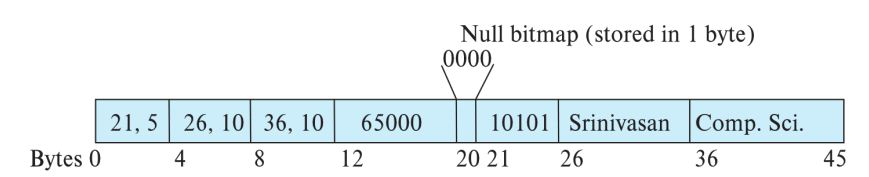 Null bitmap (stored in 1 byte)
0000
21, 5 26, 10 36, 10 65000 10101 Srinivasan Comp. Sci.
Bytes 0 4 8 12 20 21 26 36 45